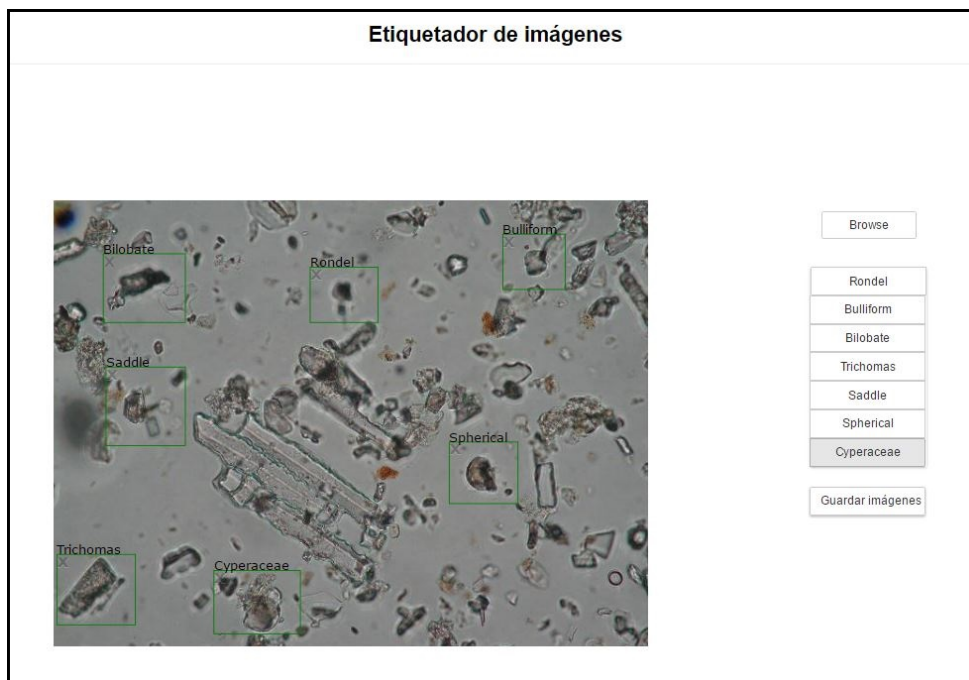 Etiquetador de imágenes
Bulliform
Bilobate
Rondel
Saddle
Spherical
Trichomas
Cyperaceae
Browse
Rondel
Bulliform
Bilobate
Trichomas
Saddle
Spherical
Cyperaceae
Guardar imágenes